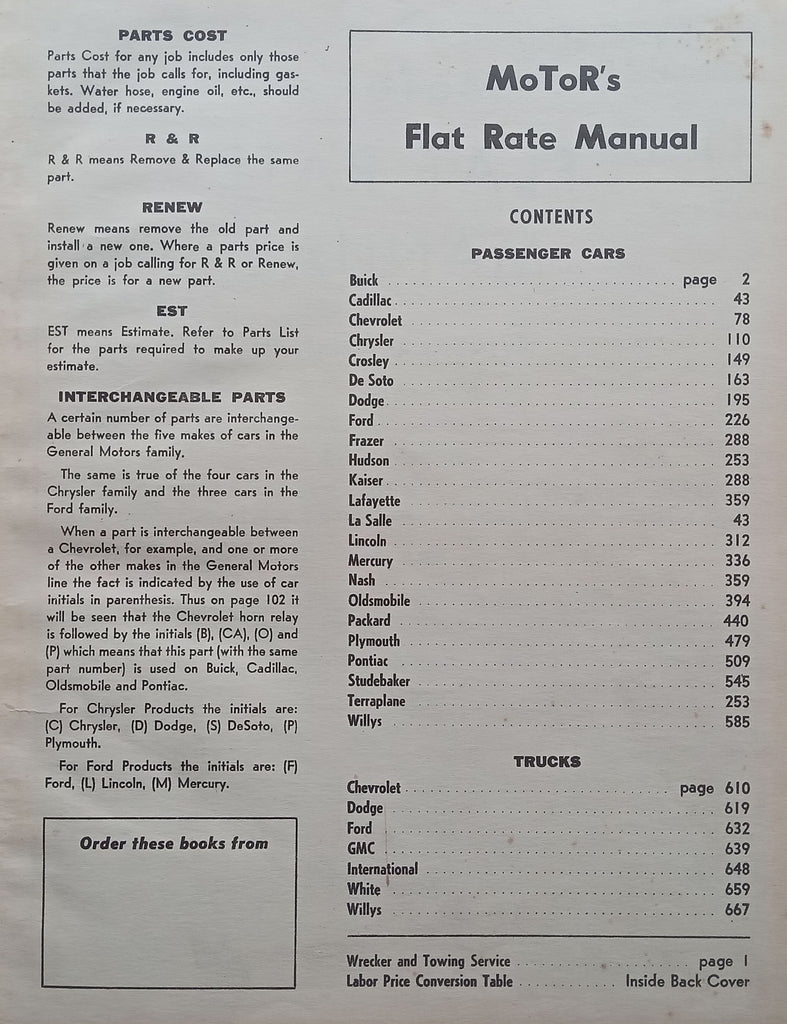 PARTS COST
Parts Cost for any job includes only those
parts that the job calls for, including gas-
kets. Water hose, engine oil, etc., should
be added, if necessary.
R & R
R & R means Remove & Replace the same
part.
RENEW
Renew means remove the old part and
install a new one. Where a parts price is
given on a job calling for R & R or Renew,
the price is for a new part.
EST
EST means Estimate. Refer to Parts List
for the parts required to make up your
estimate.
INTERCHANGEABLE PARTS
A certain number of parts are interchange-
able between the five makes of cars in the
General Motors family.
The same is true of the four cars in the
Chrysler family and the three cars in the
Ford family.
When a part is interchangeable between
a Chevrolet, for example, and one or more
of the other makes in the General Motors
line the fact is indicated by the use of car
initials in parenthesis. Thus on page 102 it
will be seen that the Chevrolet horn relay
is followed by the initials (B), (CA), (O) and
(P) which means that this part (with the same
part number) is used on Buick, Cadillac,
Oldsmobile and Pontiac.
For Chrysler Products the initials are:
(C) Chrysler, (D) Dodge, (S) DeSoto, (P)
Plymouth.
For Ford Products the initials are: (F)
Ford, (L) Lincoln, (M) Mercury.
Order these books from
MoToR's
Flat Rate Manual
CONTENTS
PASSENGER CARS
Buick . . . . . . . . . . page 2
Cadillac . . . . . . . . . . 43
Chevrolet . . . . . . . . . . 78
Chrysler . . . . . . . . . . 110
Crosley . . . . . . . . . . 149
De Soto . . . . . . . . . . 163
Dodge . . . . . . . . . . 195
Ford . . . . . . . . . . 226
Frazer . . . . . . . . . . 288
Hudson . . . . . . . . . . 253
Kaiser . . . . . . . . . . 288
Lafayette . . . . . . . . . . 359
La Salle . . . . . . . . . . 43
Lincoln . . . . . . . . . . 312
Mercury . . . . . . . . . . 336
Nash . . . . . . . . . . 359
Oldsmobile . . . . . . . . . . 394
Packard . . . . . . . . . . 440
Plymouth . . . . . . . . . . 479
Pontiac . . . . . . . . . . 509
Studebaker . . . . . . . . . . 545
Terraplane . . . . . . . . . . 253
Willys . . . . . . . . . . 585
TRUCKS
Chevrolet . . . . . . . . . . page 610
Dodge . . . . . . . . . . 619
Ford . . . . . . . . . . 632
GMC . . . . . . . . . . 639
International . . . . . . . . . . 648
White . . . . . . . . . . 659
Willys . . . . . . . . . . 667
Wrecker and Towing Service . . . . . . . . . . page 1
Labor Price Conversion Table . . . . . . . . . . Inside Back Cover